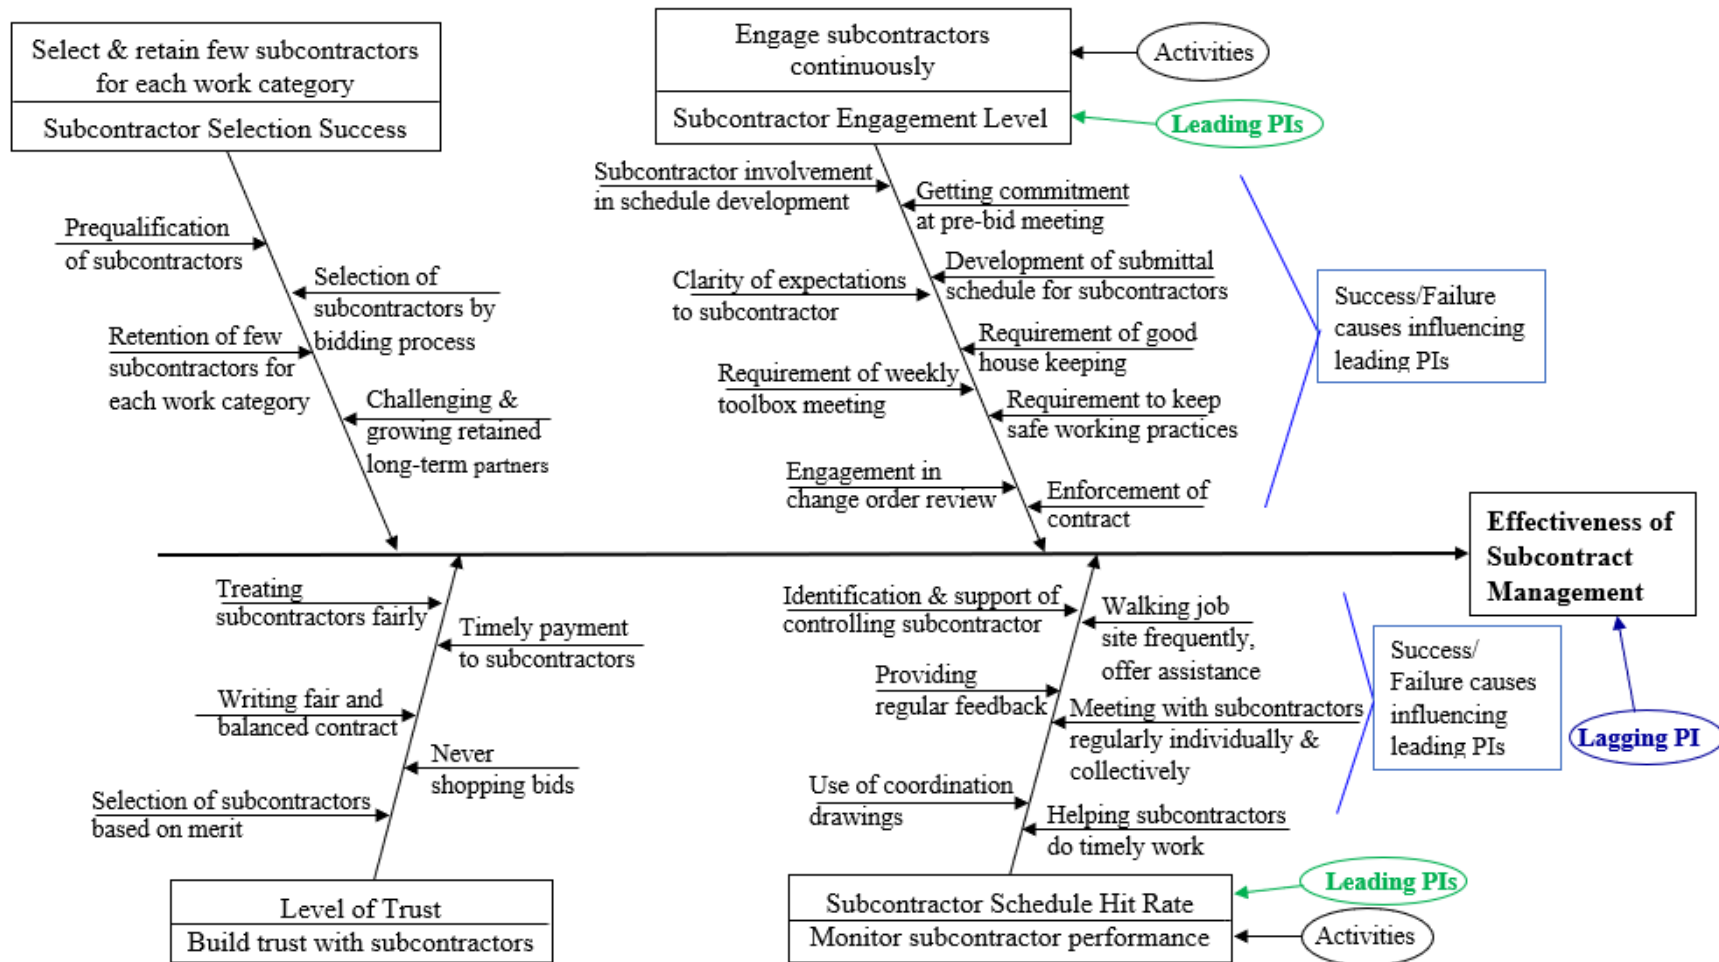 Select & retain few subcontractors
for each work category
Subcontractor Selection Success
Engage subcontractors
continuously
Subcontractor Engagement Level
Activities
Leading PIs
Prequalification
of subcontractors
Selection of
subcontractors by
bidding process
Retention of few
subcontractors for
each work category
Challenging &
growing retained
long-term partners
Subcontractor involvement
in schedule development
Getting commitment
at pre-bid meeting
Clarity of expectations
to subcontractor
Development of submittal
schedule for subcontractors
Requirement of good
house keeping
Requirement of weekly
toolbox meeting
Requirement to keep
safe working practices
Engagement in
change order review
Enforcement of
contract
Success/Failure
causes influencing
leading PIs
Effectiveness of
Subcontract
Management
Treating
subcontractors fairly
Timely payment
to subcontractors
Writing fair and
balanced contract
Never
shopping bids
Selection of subcontractors
based on merit
Level of Trust
Build trust with subcontractors
Identification & support of
controlling subcontractor
Walking job
site frequently,
offer assistance
Providing
regular feedback
Meeting with subcontractors
regularly individually &
collectively
Use of coordination
drawings
Helping subcontractors
do timely work
Success/
Failure causes
influencing
leading PIs
Lagging PI
Subcontractor Schedule Hit Rate
Monitor subcontractor performance
Leading PIs
Activities